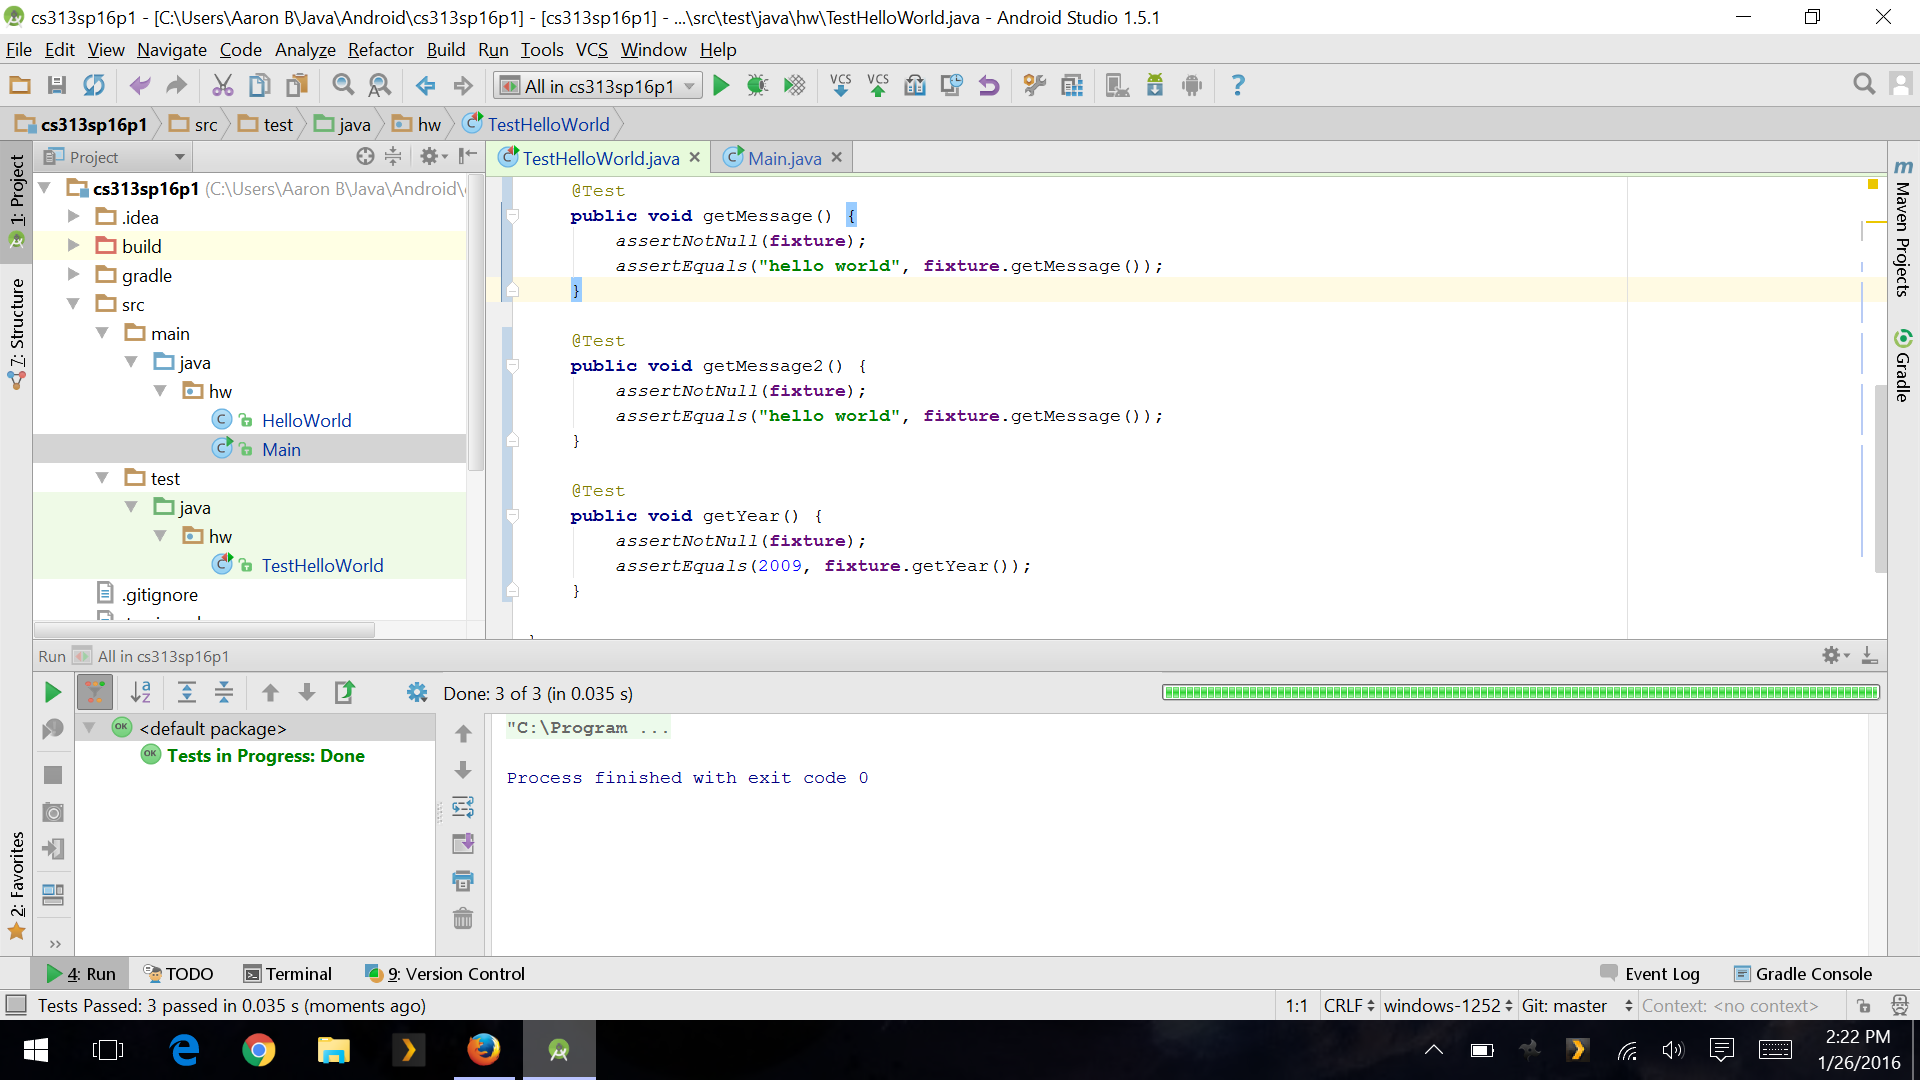 cs313sp16p1 - [C:\Users\Aaron B\Java\Android\cs313sp16p1] - [cs313sp16p1] - ...\src\test\java\hw\TestHelloWorld.java - Android Studio 1.5.1
File Edit View Navigate Code Analyze Refactor Build Run Tools VCS Window Help
All in cs313sp16p1 VCS VCS ?
cs313sp16p1 src test java hw TestHelloWorld
Project
TestHelloWorld.java Main.java
1: Project
7: Structure
2: Favorites
cs313sp16p1 (C:\Users\Aaron B\Java\Android\
.idea
build
gradle
src
main
java
hw
HelloWorld
Main
test
java
hw
TestHelloWorld
.gitignore
@Test
public void getMessage() {
assertNotNull(fixture);
assertEquals("hello world", fixture.getMessage());
}
@Test
public void getMessage2() {
assertNotNull(fixture);
assertEquals("hello world", fixture.getMessage());
}
@Test
public void getYear() {
assertNotNull(fixture);
assertEquals(2009, fixture.getYear());
}
m Maven Projects
Gradle
Run All in cs313sp16p1
Done: 3 of 3 (in 0.035 s)
OK <default package>
OK Tests in Progress: Done
"C:\Program ...
Process finished with exit code 0
4: Run TODO Terminal 9: Version Control Event Log Gradle Console
Tests Passed: 3 passed in 0.035 s (moments ago) 1:1 CRLF windows-1252 Git: master Context: <no context>
2:22 PM
1/26/2016